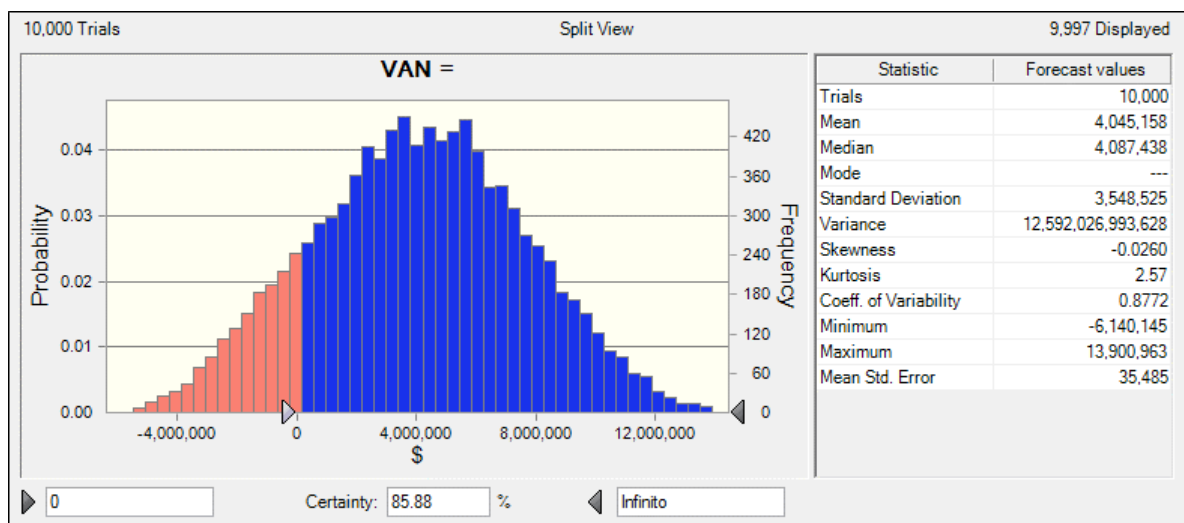 10,000 Trials Split View 9,997 Displayed
VAN =
Probability
0.04
0.03
0.02
0.01
0.00
420
360
300
240
180
120
60
0
Frequency
-4,000,000 0 4,000,000 8,000,000 12,000,000
$
Statistic Forecast values
Trials 10,000
Mean 4,045,158
Median 4,087,438
Mode ---
Standard Deviation 3,548,525
Variance 12,592,026,993,628
Skewness -0.0260
Kurtosis 2.57
Coeff. of Variability 0.8772
Minimum -6,140,145
Maximum 13,900,963
Mean Std. Error 35,485
0 Certainty: 85.88 % Infinito